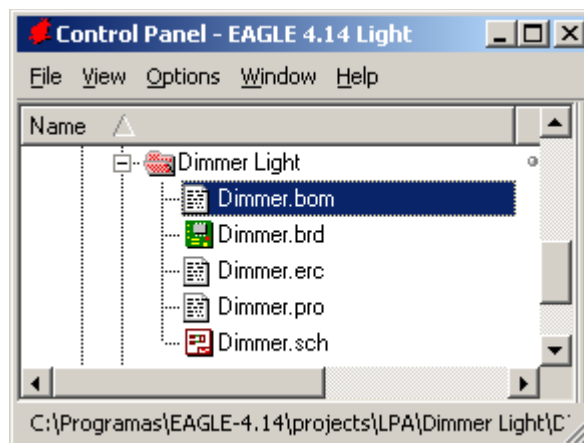 Control Panel - EAGLE 4.14 Light
File View Options Window Help
Name
Dimmer Light
Dimmer.bom
Dimmer.brd
Dimmer.erc
Dimmer.pro
Dimmer.sch
C:\Programas\EAGLE-4.14\projects\LPA\Dimmer Light\D